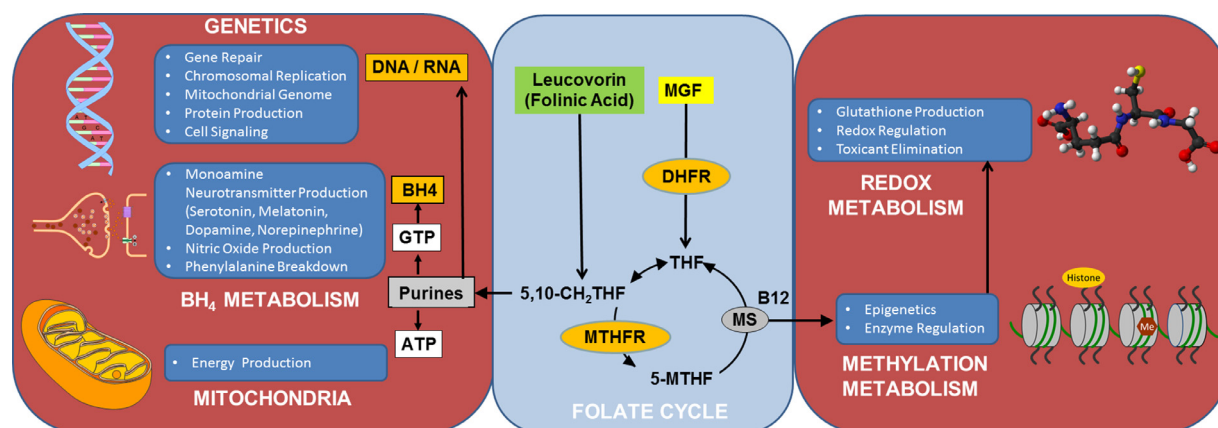 GENETICS
• Gene Repair
• Chromosomal Replication
• Mitochondrial Genome
• Protein Production
• Cell Signaling
DNA / RNA
• Monoamine
Neurotransmitter Production
(Serotonin, Melatonin,
Dopamine, Norepinephrine)
• Nitric Oxide Production
• Phenylalanine Breakdown
BH4
GTP
BH₄ METABOLISM
Purines
ATP
• Energy Production
MITOCHONDRIA
Leucovorin
(Folinic Acid)
MGF
DHFR
THF
5,10-CH₂THF
B12
MS
MTHFR
5-MTHF
FOLATE CYCLE
• Glutathione Production
• Redox Regulation
• Toxicant Elimination
REDOX
METABOLISM
Histone
• Epigenetics
• Enzyme Regulation
Me
METHYLATION
METABOLISM